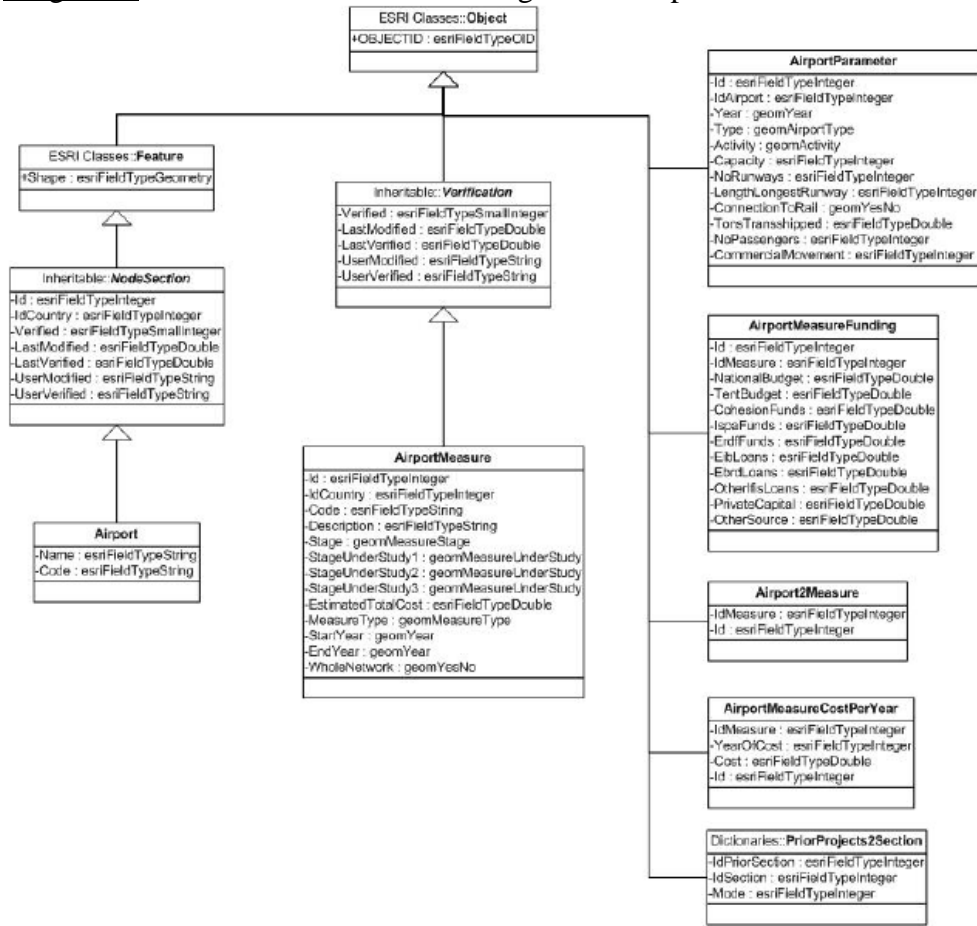 ESRI Classes::Object
+OBJECTID : esriFieldTypeOID
ESRI Classes::Feature
+Shape : esriFieldTypeGeometry
Inheritable::NodeSection
-Id : esriFieldTypeInteger
-IdCountry : esriFieldTypeInteger
-Verified : esriFieldTypeSmallInteger
-LastModified : esriFieldTypeDouble
-LastVerified : esriFieldTypeDouble
-UserModified : esriFieldTypeString
-UserVerified : esriFieldTypeString
Airport
-Name : esriFieldTypeString
-Code : esriFieldTypeString
Inheritable::Verification
-Verified : esriFieldTypeSmallInteger
-LastModified : esriFieldTypeDouble
-LastVerified : esriFieldTypeDouble
-UserModified : esriFieldTypeString
-UserVerified : esriFieldTypeString
AirportMeasure
-Id : esriFieldTypeInteger
-IdCountry : esriFieldTypeInteger
-Code : esriFieldTypeString
-Description : esriFieldTypeString
-Stage : geomMeasureStage
-StageUnderStudy1 : geomMeasureUnderStudy
-StageUnderStudy2 : geomMeasureUnderStudy
-StageUnderStudy3 : geomMeasureUnderStudy
-EstimatedTotalCost : esriFieldTypeDouble
-MeasureType : geomMeasureType
-StartYear : geomYear
-EndYear : geomYear
-WholeNetwork : geomYesNo
AirportParameter
-Id : esriFieldTypeInteger
-IdAirport : esriFieldTypeInteger
-Year : geomYear
-Type : geomAirportType
-Activity : geomActivity
-Capacity : esriFieldTypeInteger
-NoRunways : esriFieldTypeInteger
-LengthLongestRunway : esriFieldTypeInteger
-ConnectionToRail : geomYesNo
-TonsTransshipped : esriFieldTypeDouble
-NoPassengers : esriFieldTypeInteger
-CommercialMovement : esriFieldTypeInteger
AirportMeasureFunding
-Id : esriFieldTypeInteger
-IdMeasure : esriFieldTypeInteger
-NationalBudget : esriFieldTypeDouble
-TentBudget : esriFieldTypeDouble
-CohesionFunds : esriFieldTypeDouble
-IspaFunds : esriFieldTypeDouble
-ErdfFunds : esriFieldTypeDouble
-EibLoans : esriFieldTypeDouble
-EbrdLoans : esriFieldTypeDouble
-OtherIfisLoans : esriFieldTypeDouble
-PrivateCapital : esriFieldTypeDouble
-OtherSource : esriFieldTypeDouble
Airport2Measure
-IdMeasure : esriFieldTypeInteger
-Id : esriFieldTypeInteger
AirportMeasureCostPerYear
-IdMeasure : esriFieldTypeInteger
-YearOfCost : esriFieldTypeInteger
-Cost : esriFieldTypeDouble
-Id : esriFieldTypeInteger
Dictionaries::PriorProjects2Section
-IdPriorSection : esriFieldTypeInteger
-IdSection : esriFieldTypeInteger
-Mode : esriFieldTypeInteger